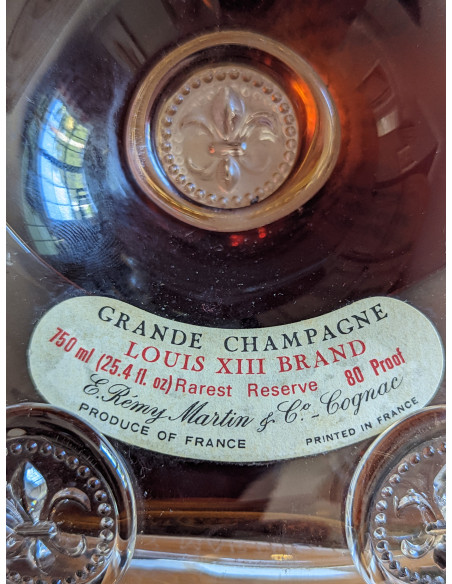 GRANDE CHAMPAGNE
LOUIS XIII BRAND
750 ml (25.4 fl. oz) Rarest Reserve 80 Proof
E. Rémy Martin & Co. - Cognac
PRODUCE OF FRANCE PRINTED IN FRANCE